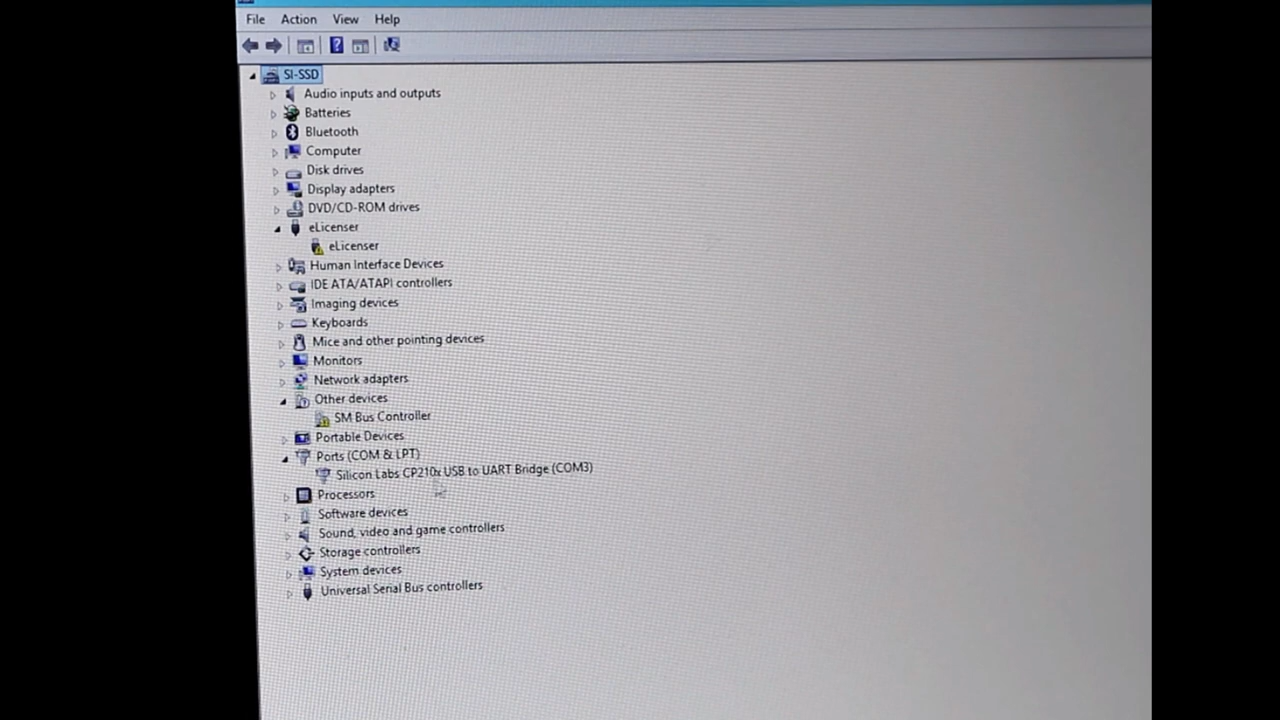 File Action View Help
SI-SSD
Audio inputs and outputs
Batteries
Bluetooth
Computer
Disk drives
Display adapters
DVD/CD-ROM drives
eLicenser
eLicenser
Human Interface Devices
IDE ATA/ATAPI controllers
Imaging devices
Keyboards
Mice and other pointing devices
Monitors
Network adapters
Other devices
SM Bus Controller
Portable Devices
Ports (COM & LPT)
Silicon Labs CP210x USB to UART Bridge (COM3)
Processors
Software devices
Sound, video and game controllers
Storage controllers
System devices
Universal Serial Bus controllers